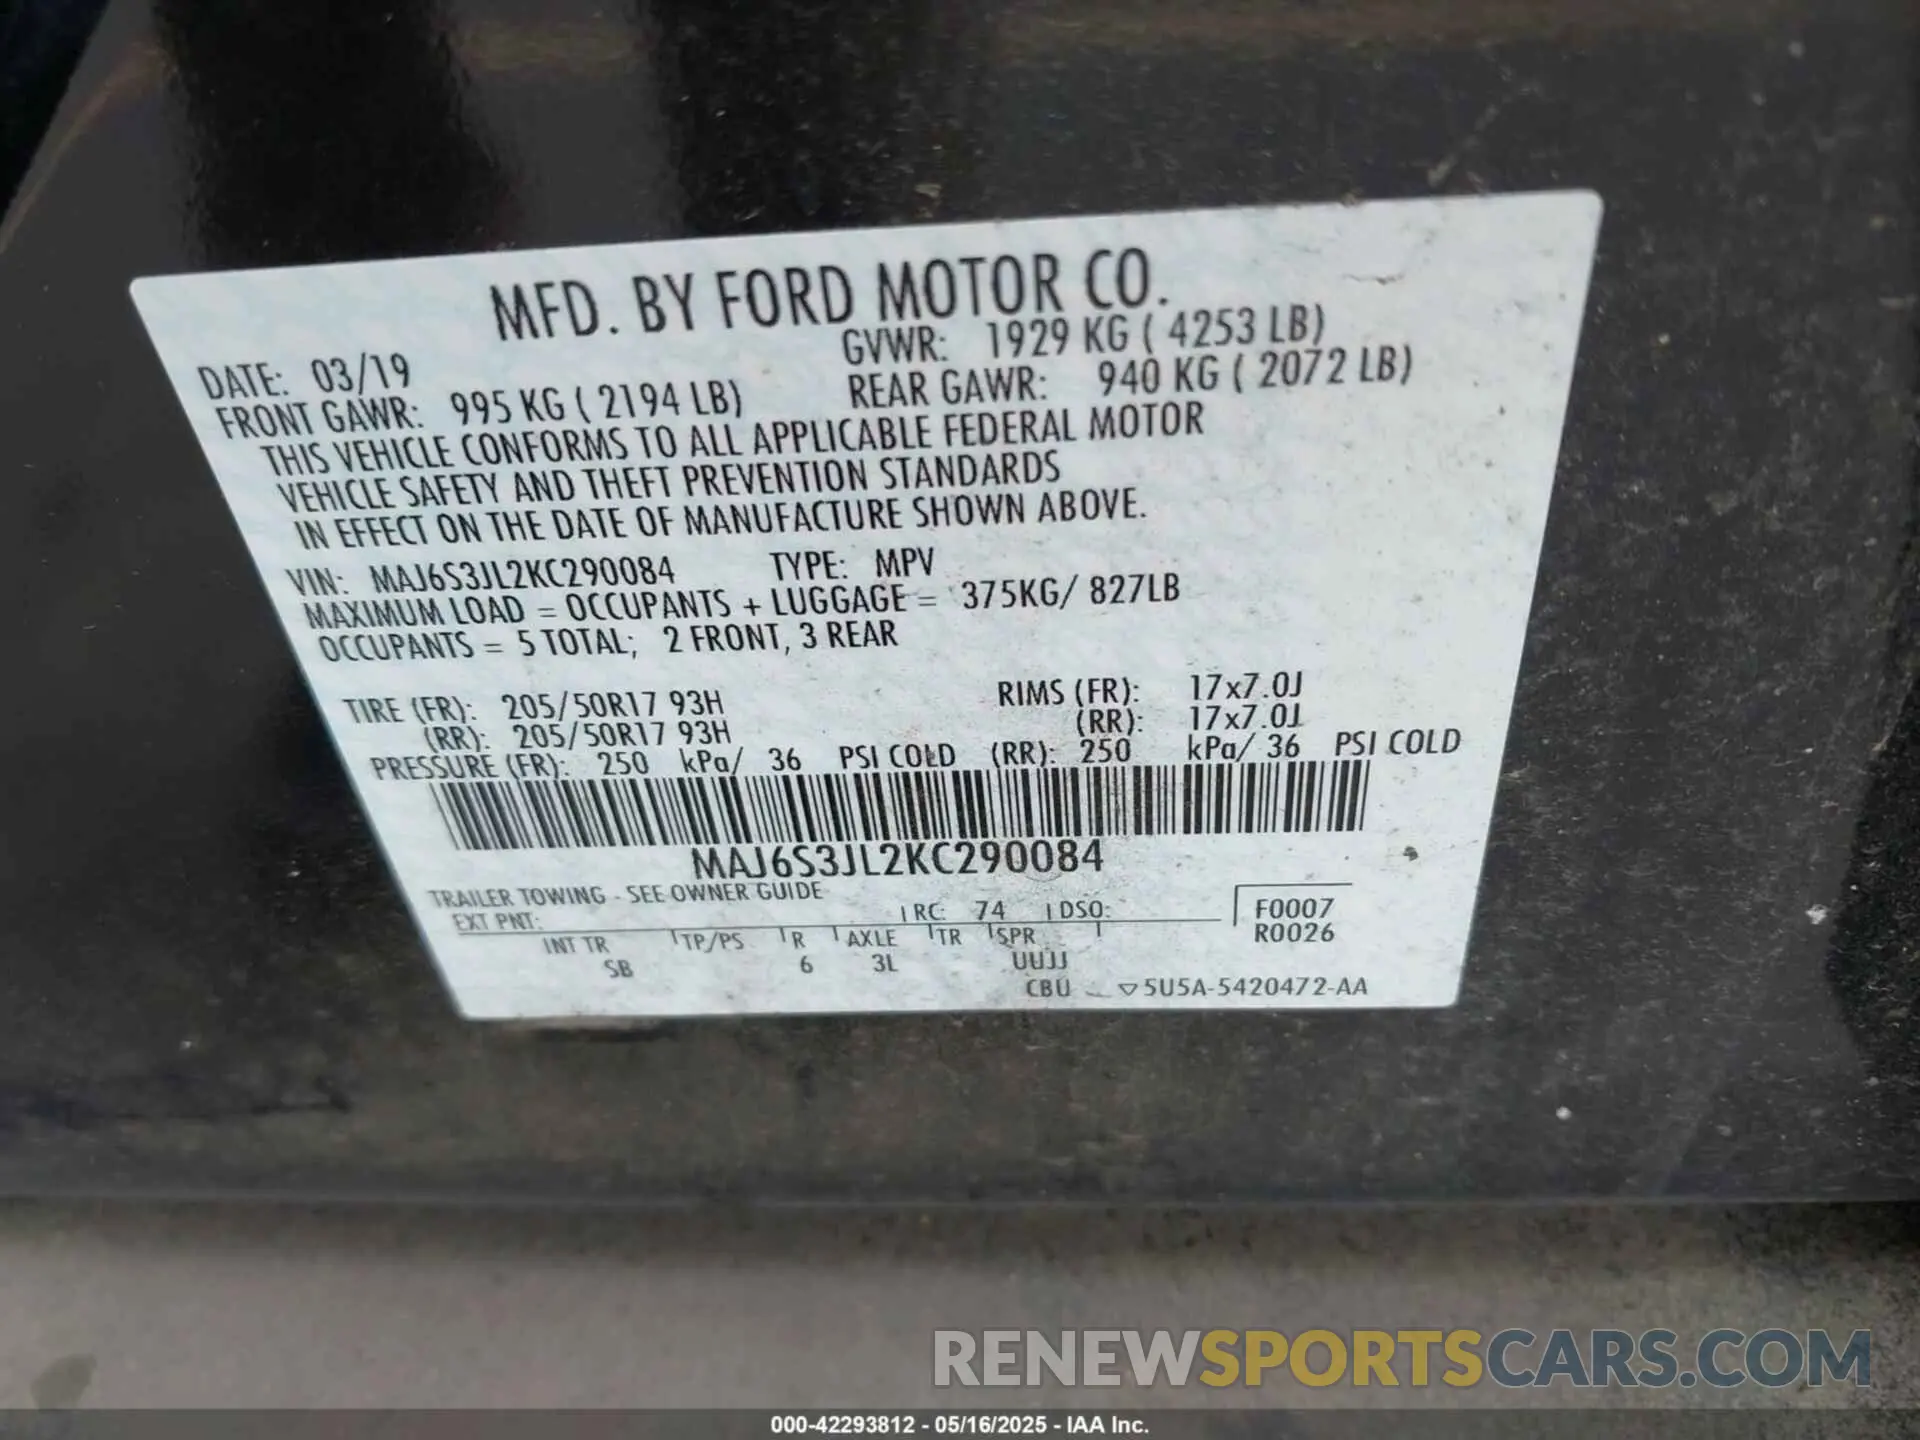 MFD. BY FORD MOTOR CO.
DATE: 03/19 GVWR: 1929 KG ( 4253 LB)
FRONT GAWR: 995 KG ( 2194 LB) REAR GAWR: 940 KG ( 2072 LB)
THIS VEHICLE CONFORMS TO ALL APPLICABLE FEDERAL MOTOR
VEHICLE SAFETY AND THEFT PREVENTION STANDARDS
IN EFFECT ON THE DATE OF MANUFACTURE SHOWN ABOVE.
VIN: MAJ6S3JL2KC290084 TYPE: MPV
MAXIMUM LOAD = OCCUPANTS + LUGGAGE = 375KG/ 827LB
OCCUPANTS = 5 TOTAL; 2 FRONT, 3 REAR
TIRE (FR): 205/50R17 93H RIMS (FR): 17x7.0J
(RR): 205/50R17 93H (RR): 17x7.0J
PRESSURE (FR): 250 kPa/ 36 PSI COLD (RR): 250 kPa/ 36 PSI COLD
MAJ6S3JL2KC290084
TRAILER TOWING - SEE OWNER GUIDE
EXT PNT: RC: 74 DSO: F0007
INT TR TP/PS R AXLE TR SPR R0026
SB 6 3L UUJJ
CBU ▽5U5A-5420472-AA
RENEWSPORTSCARS.COM
000-42293812 - 05/16/2025 - IAA Inc.